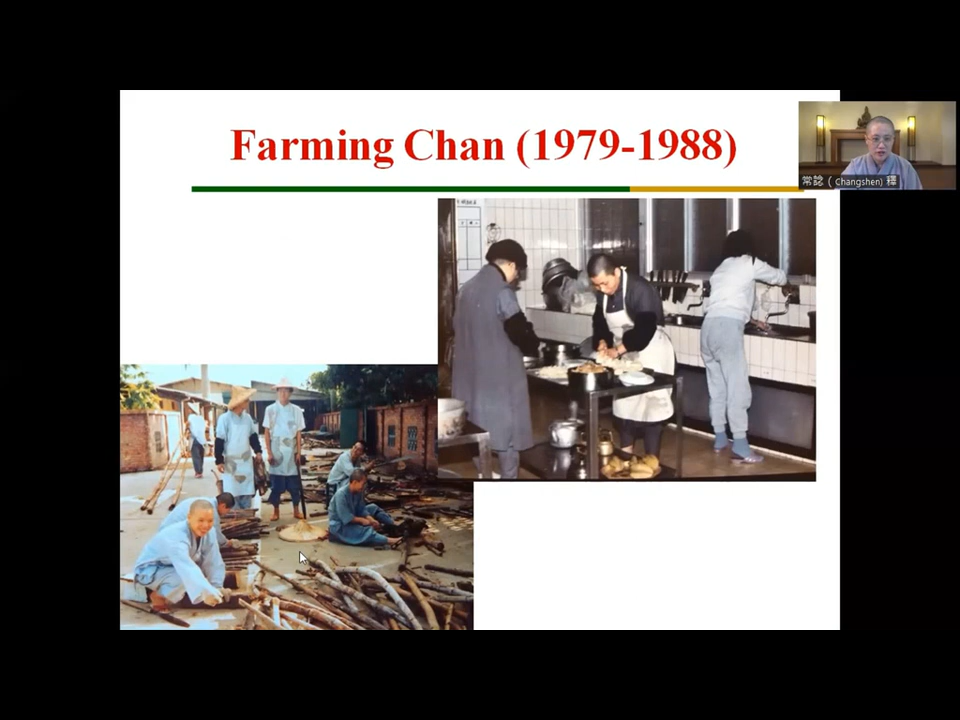 Farming Chan (1979-1988)
常諗 ( Changshen) 釋